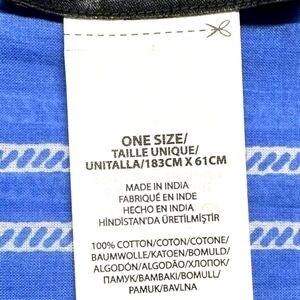 ONE SIZE/
TAILLE UNIQUE/
UNITALLA/183CM X 61CM
MADE IN INDIA
FABRIQUÉ EN INDE
HECHO EN INDIA
HİNDİSTAN'DA ÜRETİLMİŞTİR
100% COTTON/COTON/COTONE/
BAUMWOLLE/KATOEN/BOMULD/
ALGODÓN/ALGODÃO/ХЛОПОК/
ПАМУК/BAMBAKI/BOMULL/
PAMUK/BAVLNA